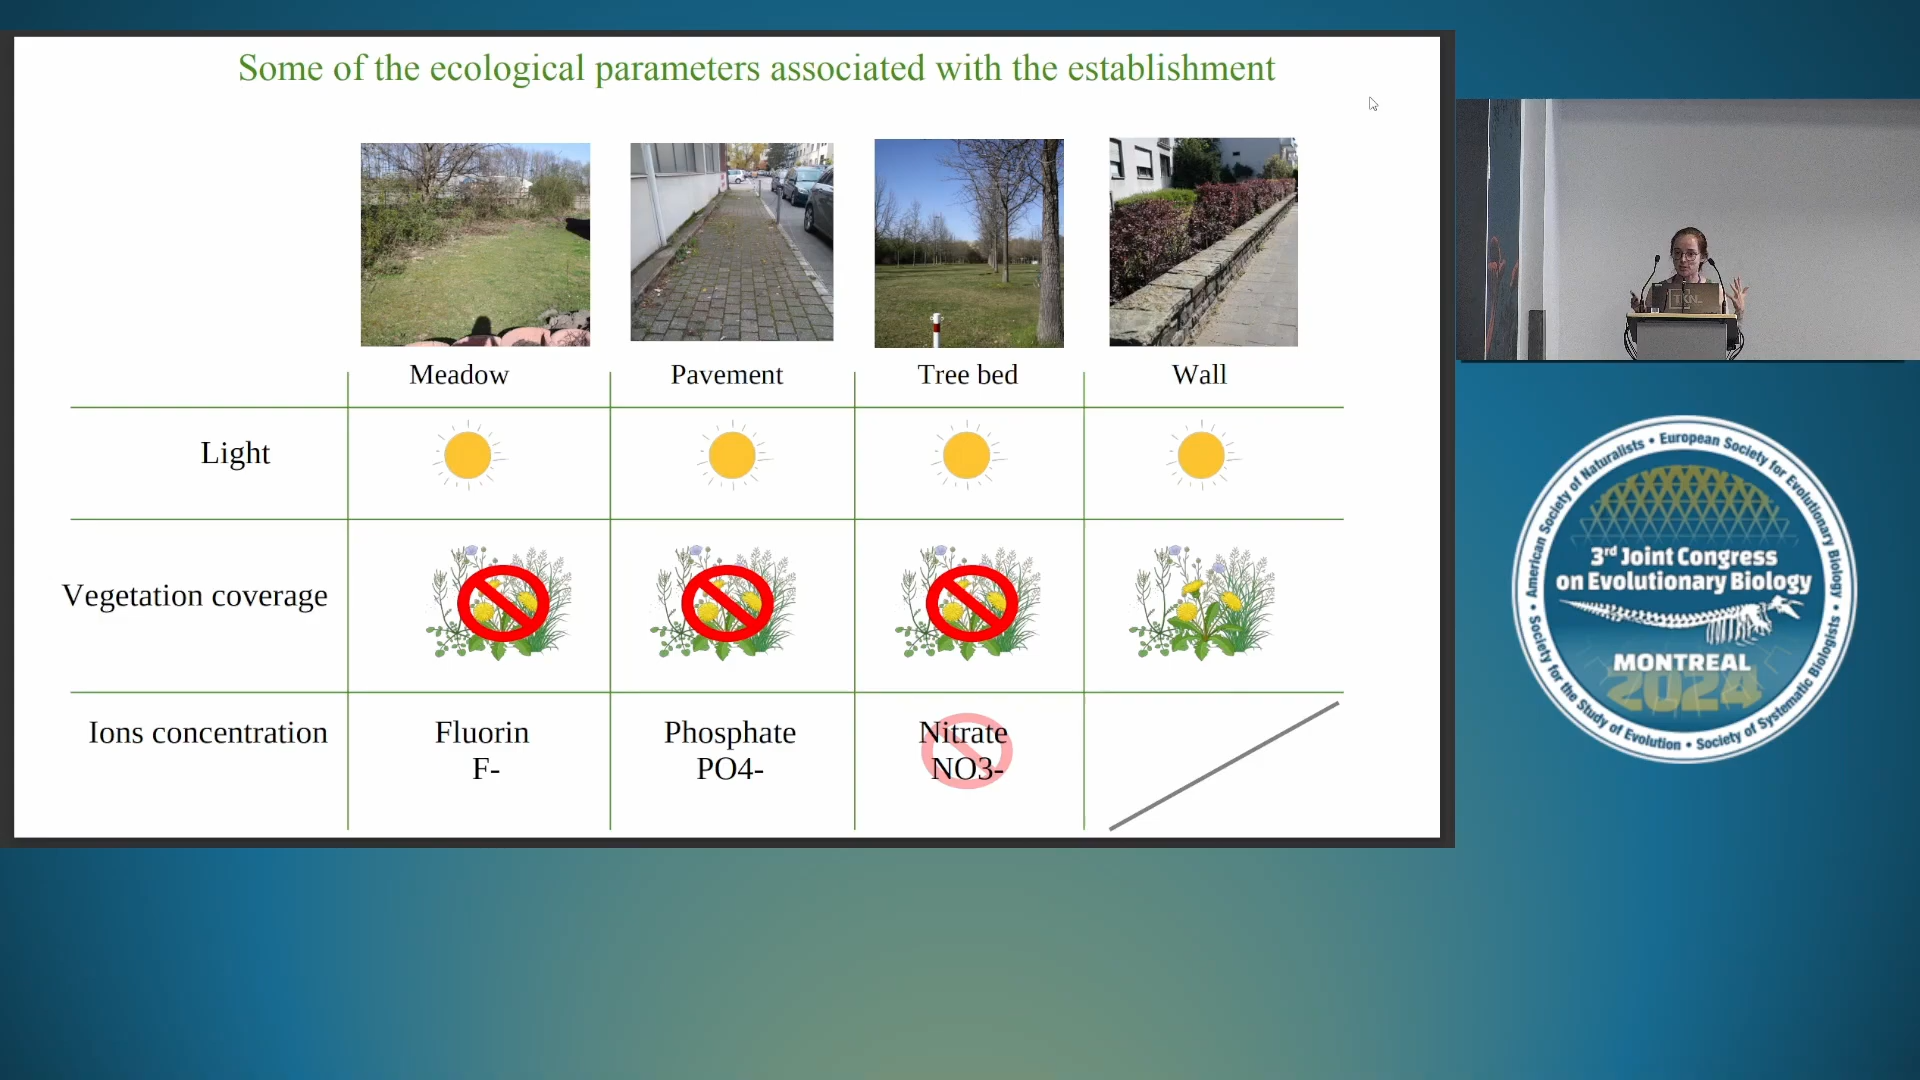 Some of the ecological parameters associated with the establishment
Meadow
Pavement
Tree bed
Wall
Light
Vegetation coverage
Ions concentration
Fluorin
F-
Phosphate
PO4-
Nitrate
NO3-
TKNL
American Society of Naturalists • European Society for Evolutionary Biology • Society of Systematic Biologists • Society for the Study of Evolution •
3rd Joint Congress
on Evolutionary Biology
MONTREAL
2024